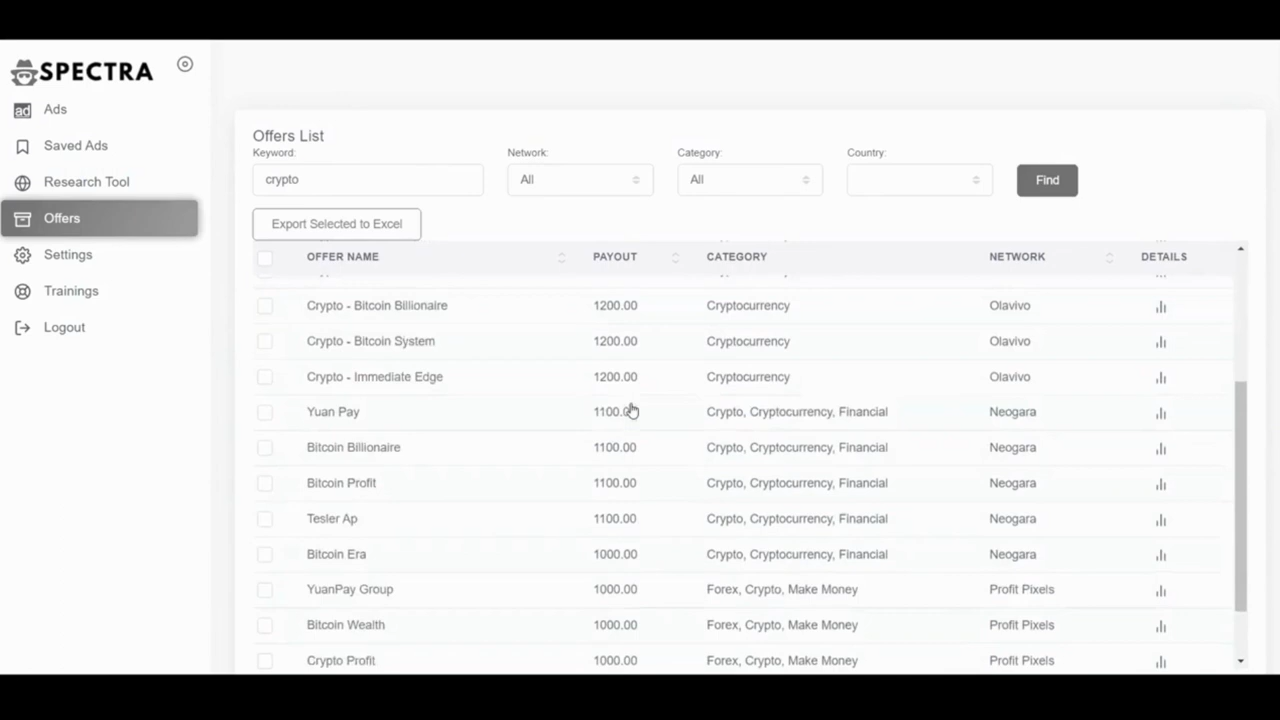 SPECTRA
Ads
Saved Ads
Research Tool
Offers
Settings
Trainings
Logout
Offers List
Keyword: Network: Category: Country:
crypto All All Find
Export Selected to Excel
OFFER NAME PAYOUT CATEGORY NETWORK DETAILS
Crypto - Bitcoin Billionaire 1200.00 Cryptocurrency Olavivo
Crypto - Bitcoin System 1200.00 Cryptocurrency Olavivo
Crypto - Immediate Edge 1200.00 Cryptocurrency Olavivo
Yuan Pay 1100.00 Crypto, Cryptocurrency, Financial Neogara
Bitcoin Billionaire 1100.00 Crypto, Cryptocurrency, Financial Neogara
Bitcoin Profit 1100.00 Crypto, Cryptocurrency, Financial Neogara
Tesler Ap 1100.00 Crypto, Cryptocurrency, Financial Neogara
Bitcoin Era 1000.00 Crypto, Cryptocurrency, Financial Neogara
YuanPay Group 1000.00 Forex, Crypto, Make Money Profit Pixels
Bitcoin Wealth 1000.00 Forex, Crypto, Make Money Profit Pixels
Crypto Profit 1000.00 Forex, Crypto, Make Money Profit Pixels